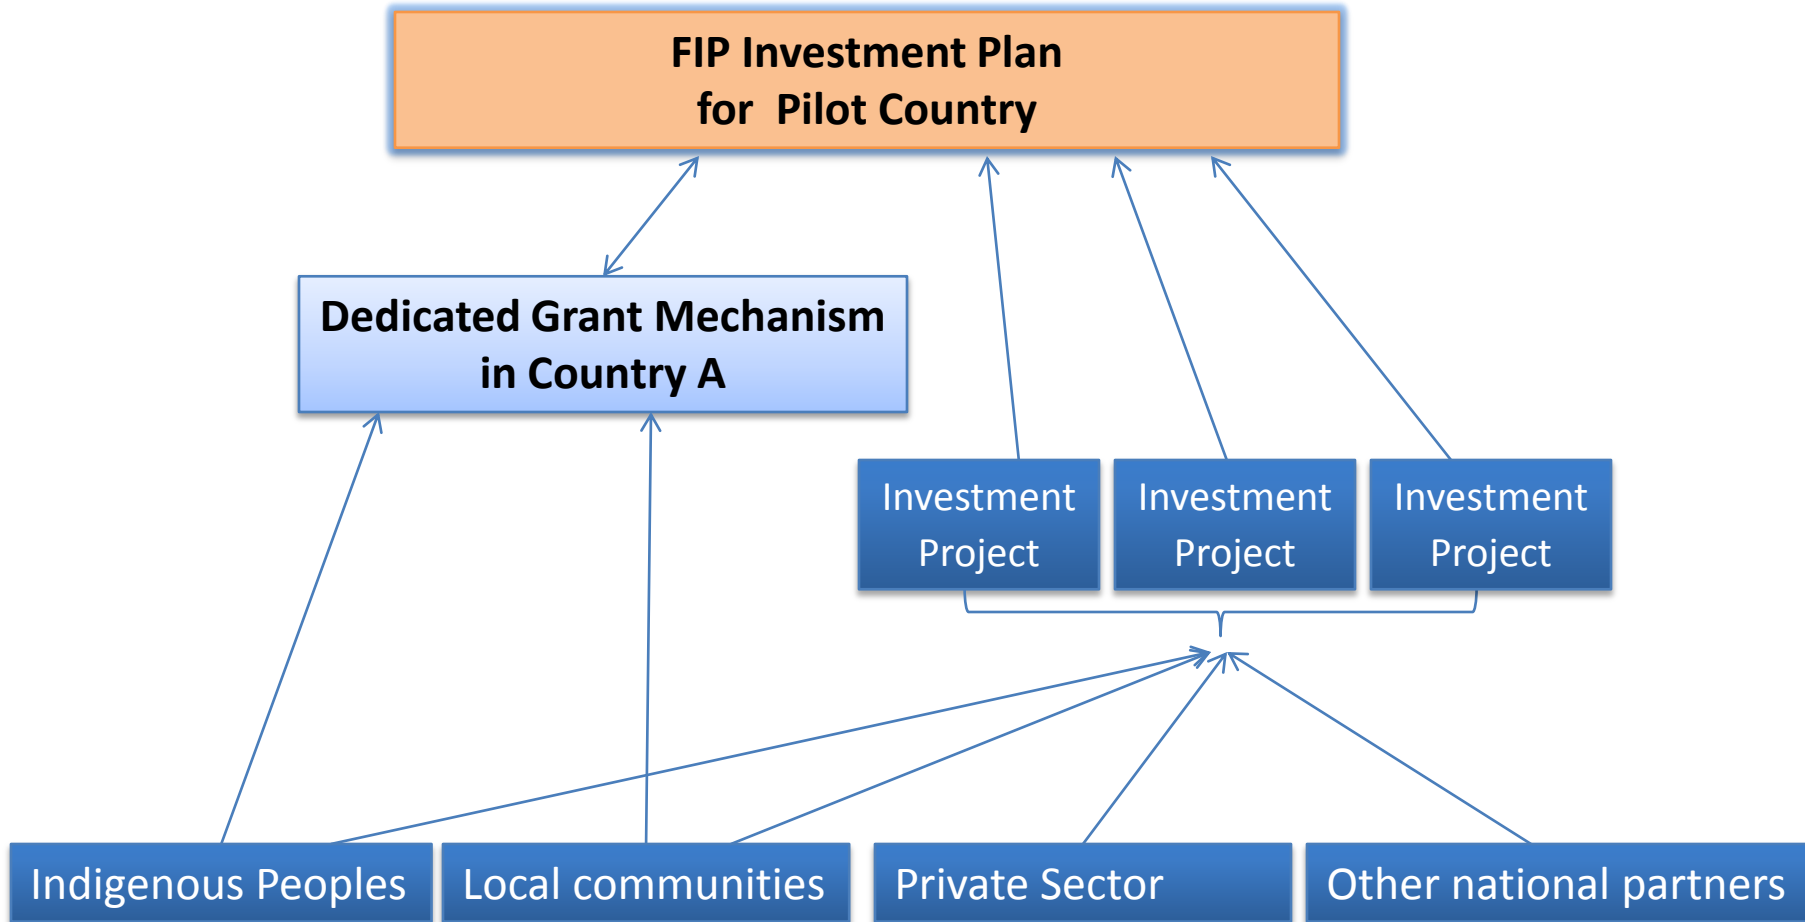 FIP Investment Plan
for Pilot Country
Dedicated Grant Mechanism
in Country A
Investment
Project
Investment
Project
Investment
Project
Indigenous Peoples
Local communities
Private Sector
Other national partners